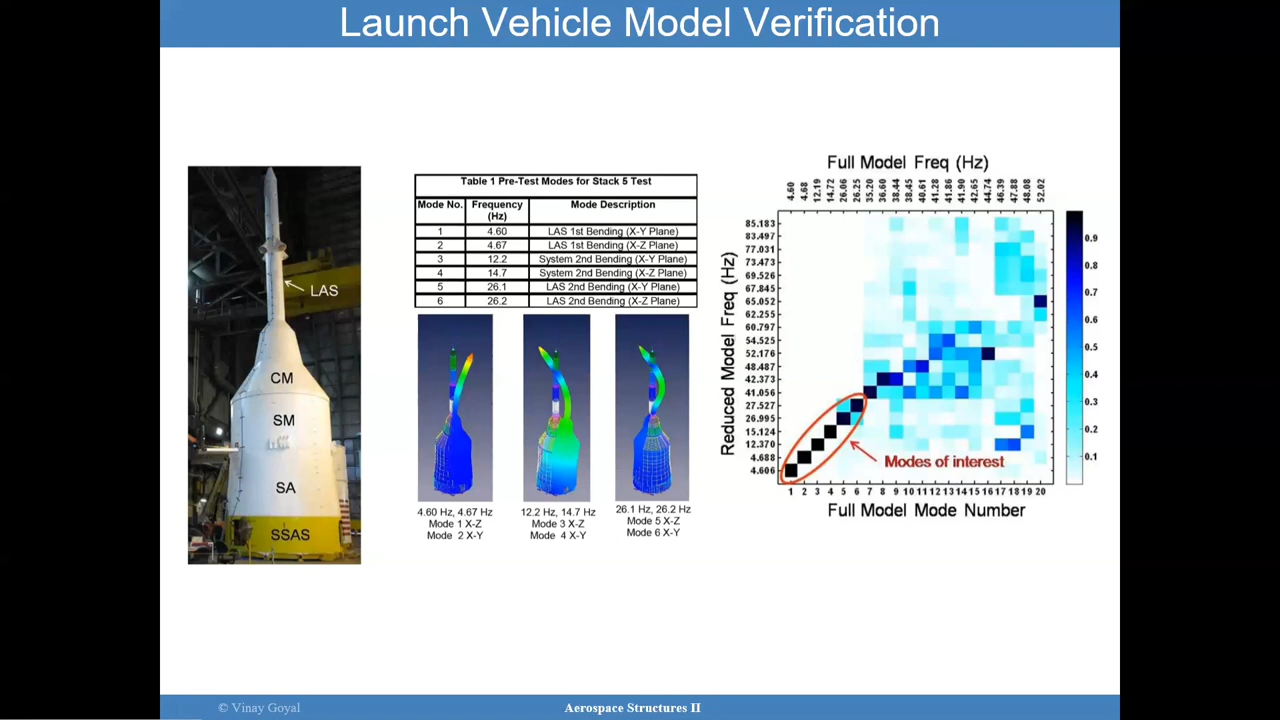 Launch Vehicle Model Verification
LAS
CM
SM
SA
SSAS
Table 1 Pre-Test Modes for Stack 5 Test
Mode No. Frequency (Hz) Mode Description
1 4.60 LAS 1st Bending (X-Y Plane)
2 4.67 LAS 1st Bending (X-Z Plane)
3 12.2 System 2nd Bending (X-Y Plane)
4 14.7 System 2nd Bending (X-Z Plane)
5 26.1 LAS 2nd Bending (X-Y Plane)
6 26.2 LAS 2nd Bending (X-Z Plane)
4.60 Hz, 4.67 Hz
Mode 1 X-Z
Mode 2 X-Y
12.2 Hz, 14.7 Hz
Mode 3 X-Z
Mode 4 X-Y
26.1 Hz, 26.2 Hz
Mode 5 X-Z
Mode 6 X-Y
Full Model Freq (Hz)
4.60 4.68 12.19 14.72 26.06 26.25 35.20 36.60 38.44 38.45 40.61 41.28 41.86 41.90 42.65 44.74 46.39 47.88 48.08 52.02
Reduced Model Freq (Hz)
85,183
83,497
77,031
73,473
69,526
67,845
65,052
62,255
60,797
54,525
52,176
48,487
42,373
41,056
27,527
26,995
15,124
12,370
4,688
4,606
0.9
0.8
0.7
0.6
0.5
0.4
0.3
0.2
0.1
Modes of interest
1 2 3 4 5 6 7 8 9 10 11 12 13 14 15 16 17 18 19 20
Full Model Mode Number
© Vinay Goyal
Aerospace Structures II